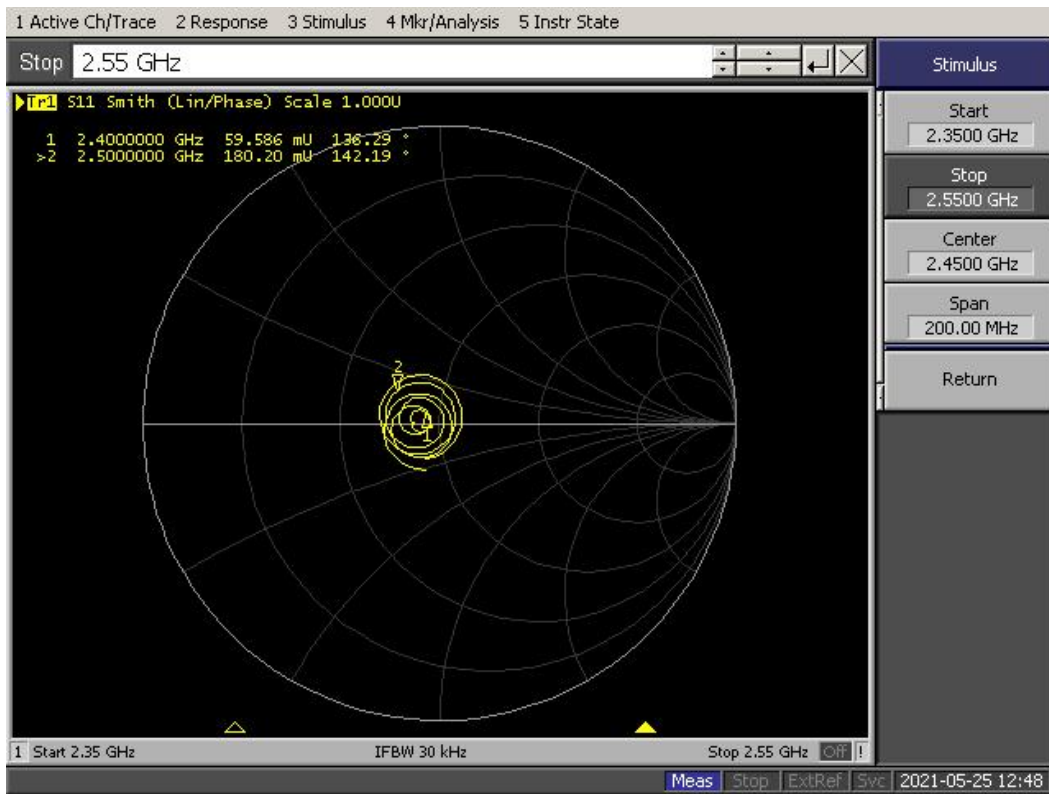 1 Active Ch/Trace 2 Response 3 Stimulus 4 Mkr/Analysis 5 Instr State
Stop 2.55 GHz
Stimulus
Tr1 S11 Smith (Lin/Phase) Scale 1.000U
1 2.4000000 GHz 59.586 mU 136.29 °
>2 2.5000000 GHz 180.20 mU 142.19 °
2
1
Start
2.3500 GHz
Stop
2.5500 GHz
Center
2.4500 GHz
Span
200.00 MHz
Return
1 Start 2.35 GHz IFBW 30 kHz Stop 2.55 GHz Off !
Meas Stop ExtRef Svc 2021-05-25 12:48